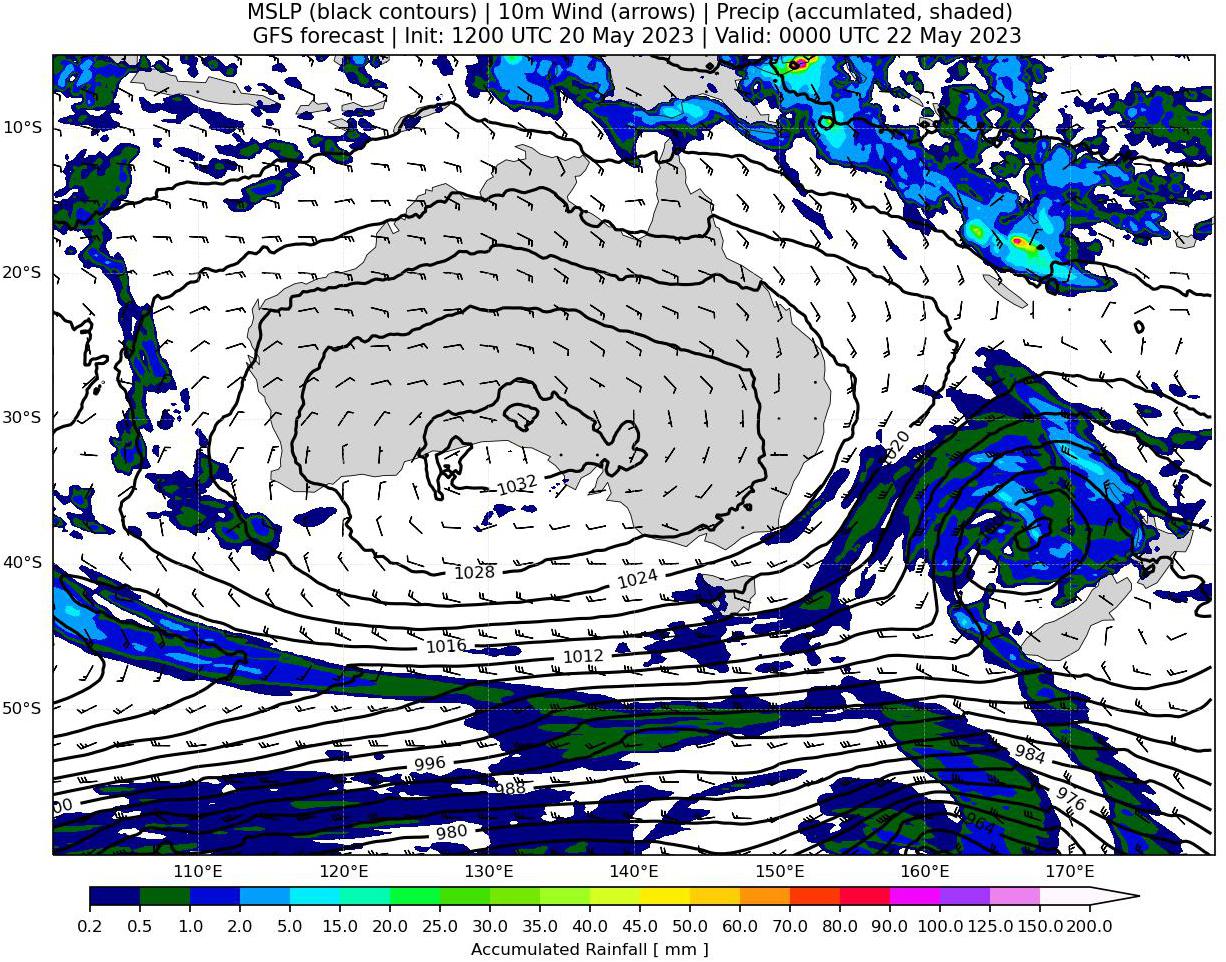 MSLP (black contours) | 10m Wind (arrows) | Precip (accumlated, shaded)
GFS forecast | Init: 1200 UTC 20 May 2023 | Valid: 0000 UTC 22 May 2023
10°S
20°S
30°S
1020
1032
40°S
1028
1024
1016
1012
50°S
984
996
988
976
00
964
980
110°E 120°E 130°E 140°E 150°E 160°E 170°E
0.2 0.5 1.0 2.0 5.0 15.0 20.0 25.0 30.0 35.0 40.0 45.0 50.0 60.0 70.0 80.0 90.0 100.0 125.0 150.0 200.0
Accumulated Rainfall [ mm ]